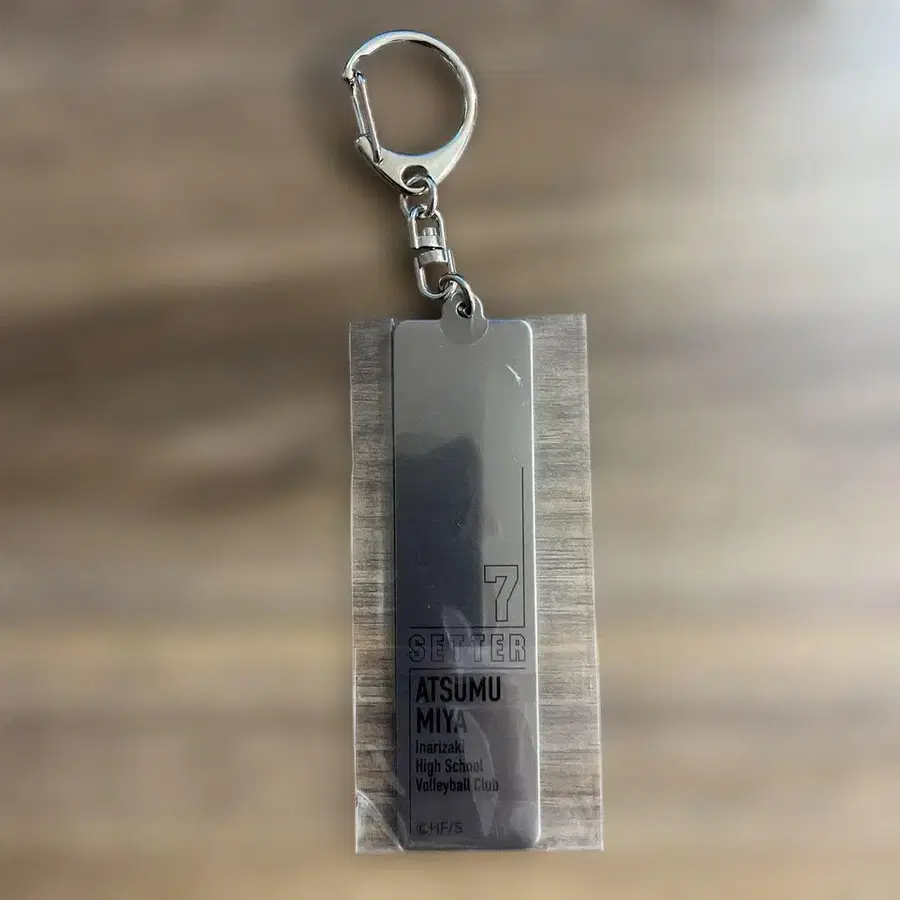 7
SETTER
ATSUMU
MIYA
Inarizaki
High School
Volleyball Club
©HF/S